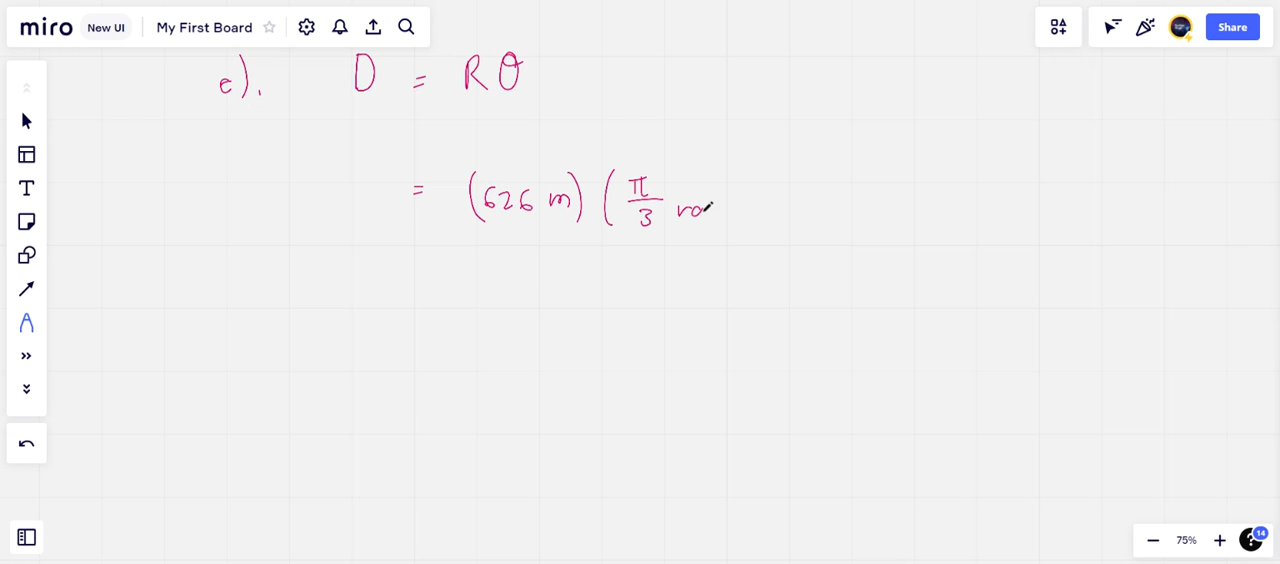 miro New UI My First Board Share
e). D = Rθ
= (626 m) (π/3 ra
14
75% ?